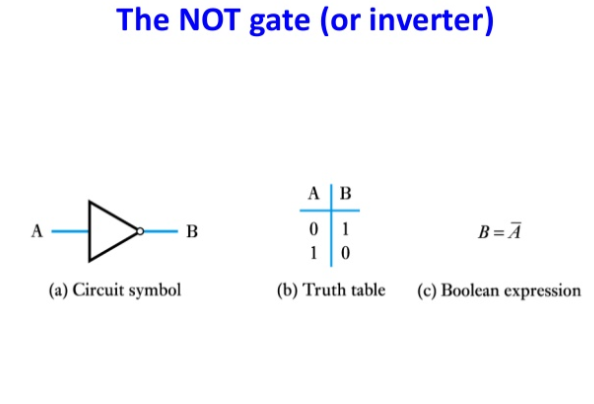 The NOT gate (or inverter)
A
B
A B
0 1
1 0
B = A̅
(a) Circuit symbol
(b) Truth table
(c) Boolean expression